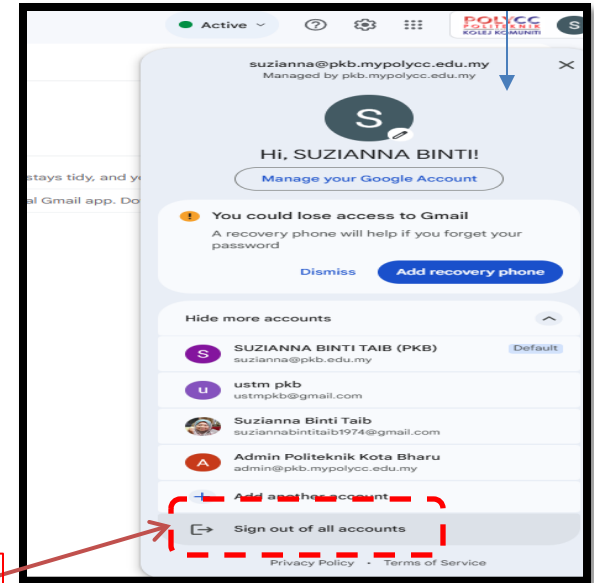 Active
POLYCC
POLITEKNIK
KOLEJ KOMUNITI
S
suzianna@pkb.mypolycc.edu.my
Managed by pkb.mypolycc.edu.my
S
Hi, SUZIANNA BINTI!
Manage your Google Account
stays tidy, and y
al Gmail app. Do
You could lose access to Gmail
A recovery phone will help if you forget your
password
Dismiss
Add recovery phone
Hide more accounts
S
SUZIANNA BINTI TAIB (PKB)
Default
suzianna@pkb.edu.my
u
ustm pkb
ustmpkb@gmail.com
Suzianna Binti Taib
suziannabintitaib1974@gmail.com
A
Admin Politeknik Kota Bharu
admin@pkb.mypolycc.edu.my
Add another account
Sign out of all accounts
Privacy Policy • Terms of Service